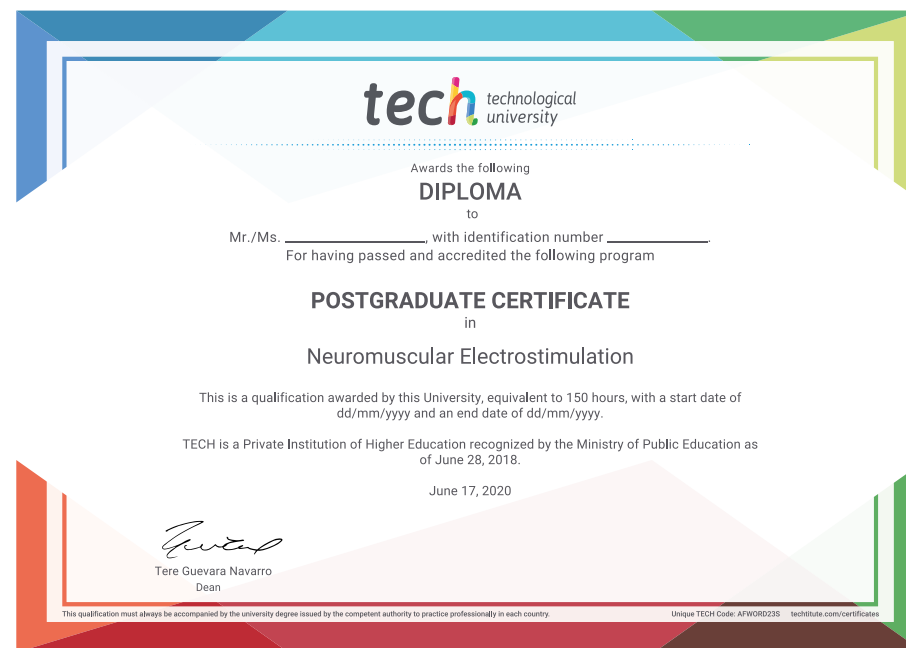 tech technological
university
Awards the following
DIPLOMA
to
Mr./Ms. ____________________, with identification number ______________.
For having passed and accredited the following program
POSTGRADUATE CERTIFICATE
in
Neuromuscular Electrostimulation
This is a qualification awarded by this University, equivalent to 150 hours, with a start date of
dd/mm/yyyy and an end date of dd/mm/yyyy.
TECH is a Private Institution of Higher Education recognized by the Ministry of Public Education as
of June 28, 2018.
June 17, 2020
Tere Guevara Navarro
Dean
This qualification must always be accompanied by the university degree issued by the competent authority to practice professionally in each country. Unique TECH Code: AFWORD23S techtitute.com/certificates